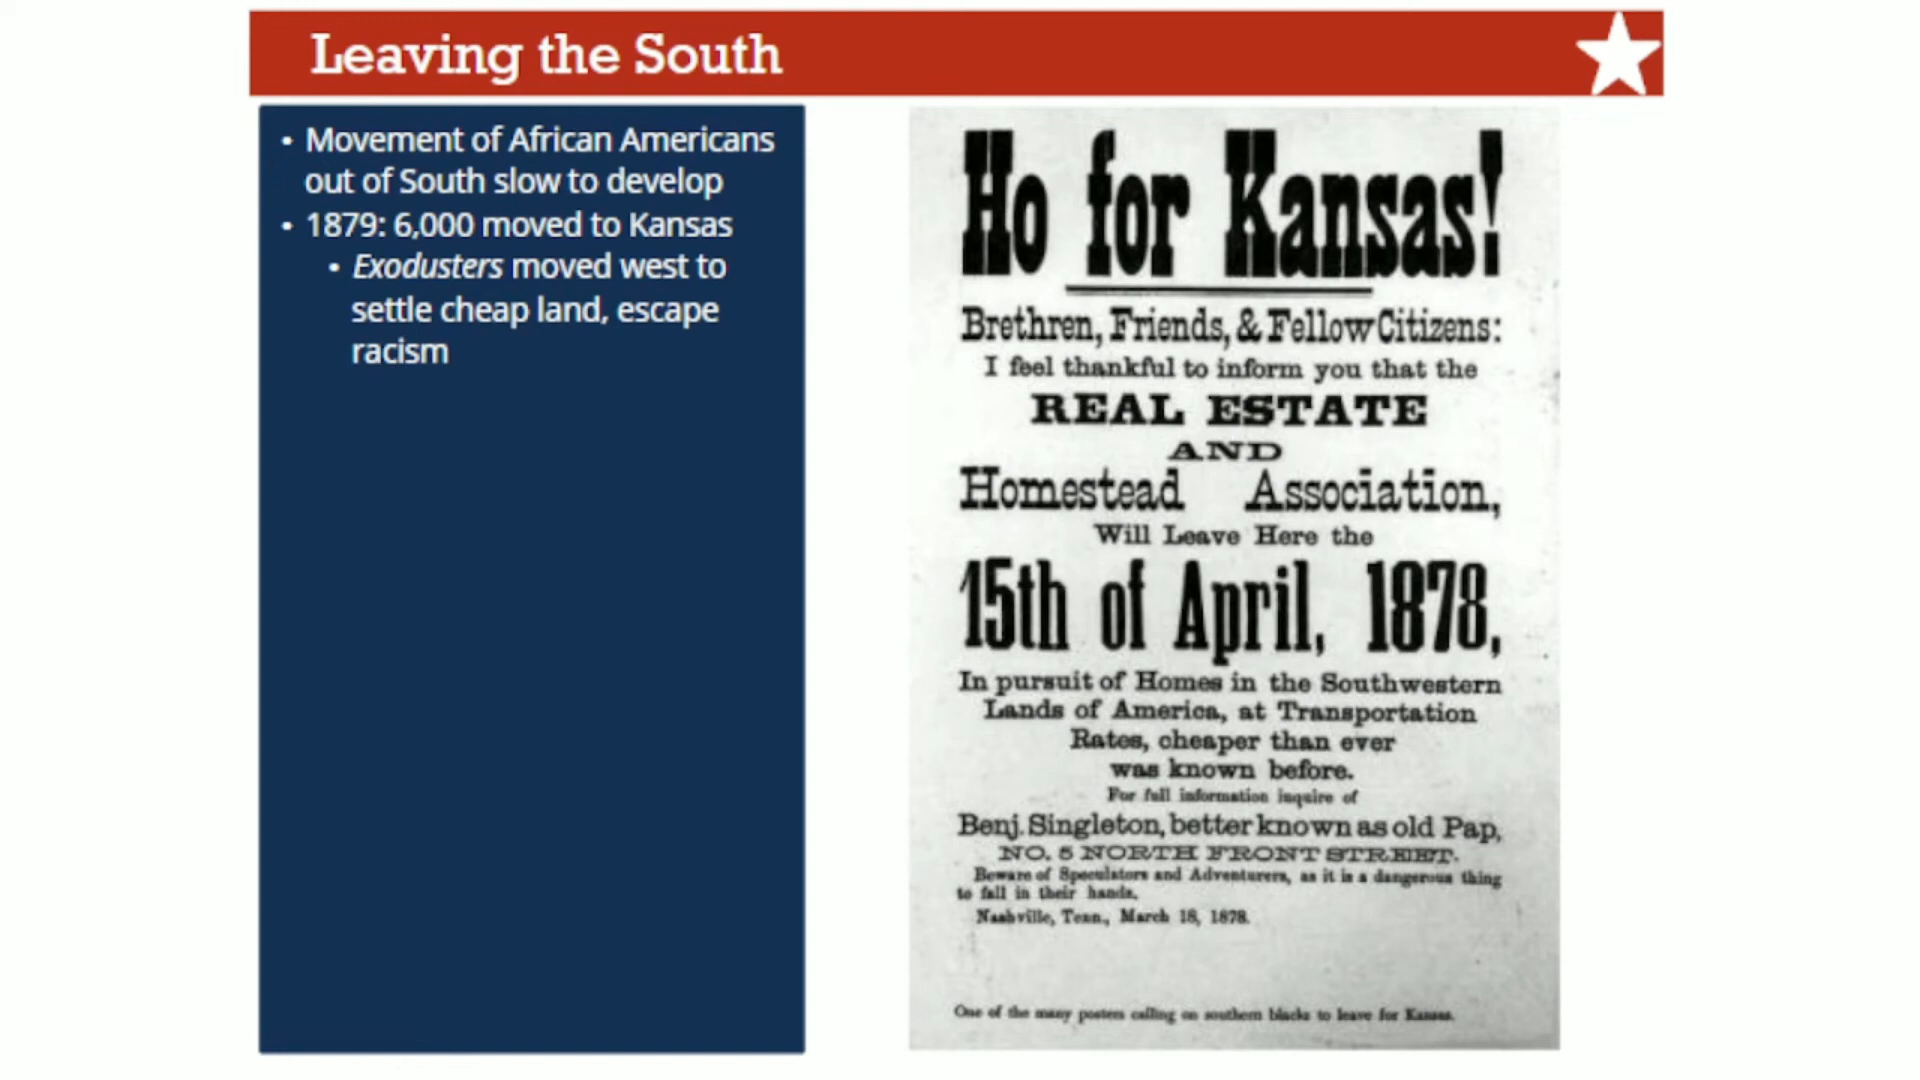 Leaving the South
• Movement of African Americans
out of South slow to develop
• 1879: 6,000 moved to Kansas
• Exodusters moved west to
settle cheap land, escape
racism
Ho for Kansas!
Brethren, Friends, & Fellow Citizens:
I feel thankful to inform you that the
REAL ESTATE
AND
Homestead Association,
Will Leave Here the
15th of April, 1878,
In pursuit of Homes in the Southwestern
Lands of America, at Transportation
Rates, cheaper than ever
was known before.
For full information inquire of
Benj. Singleton, better known as old Pap,
NO. 5 NORTH FRONT STREET.
Beware of Speculators and Adventurers, as it is a dangerous thing
to fall in their hands.
Nashville, Tenn., March 18, 1878.
One of the many posters calling on southern blacks to leave for Kansas.